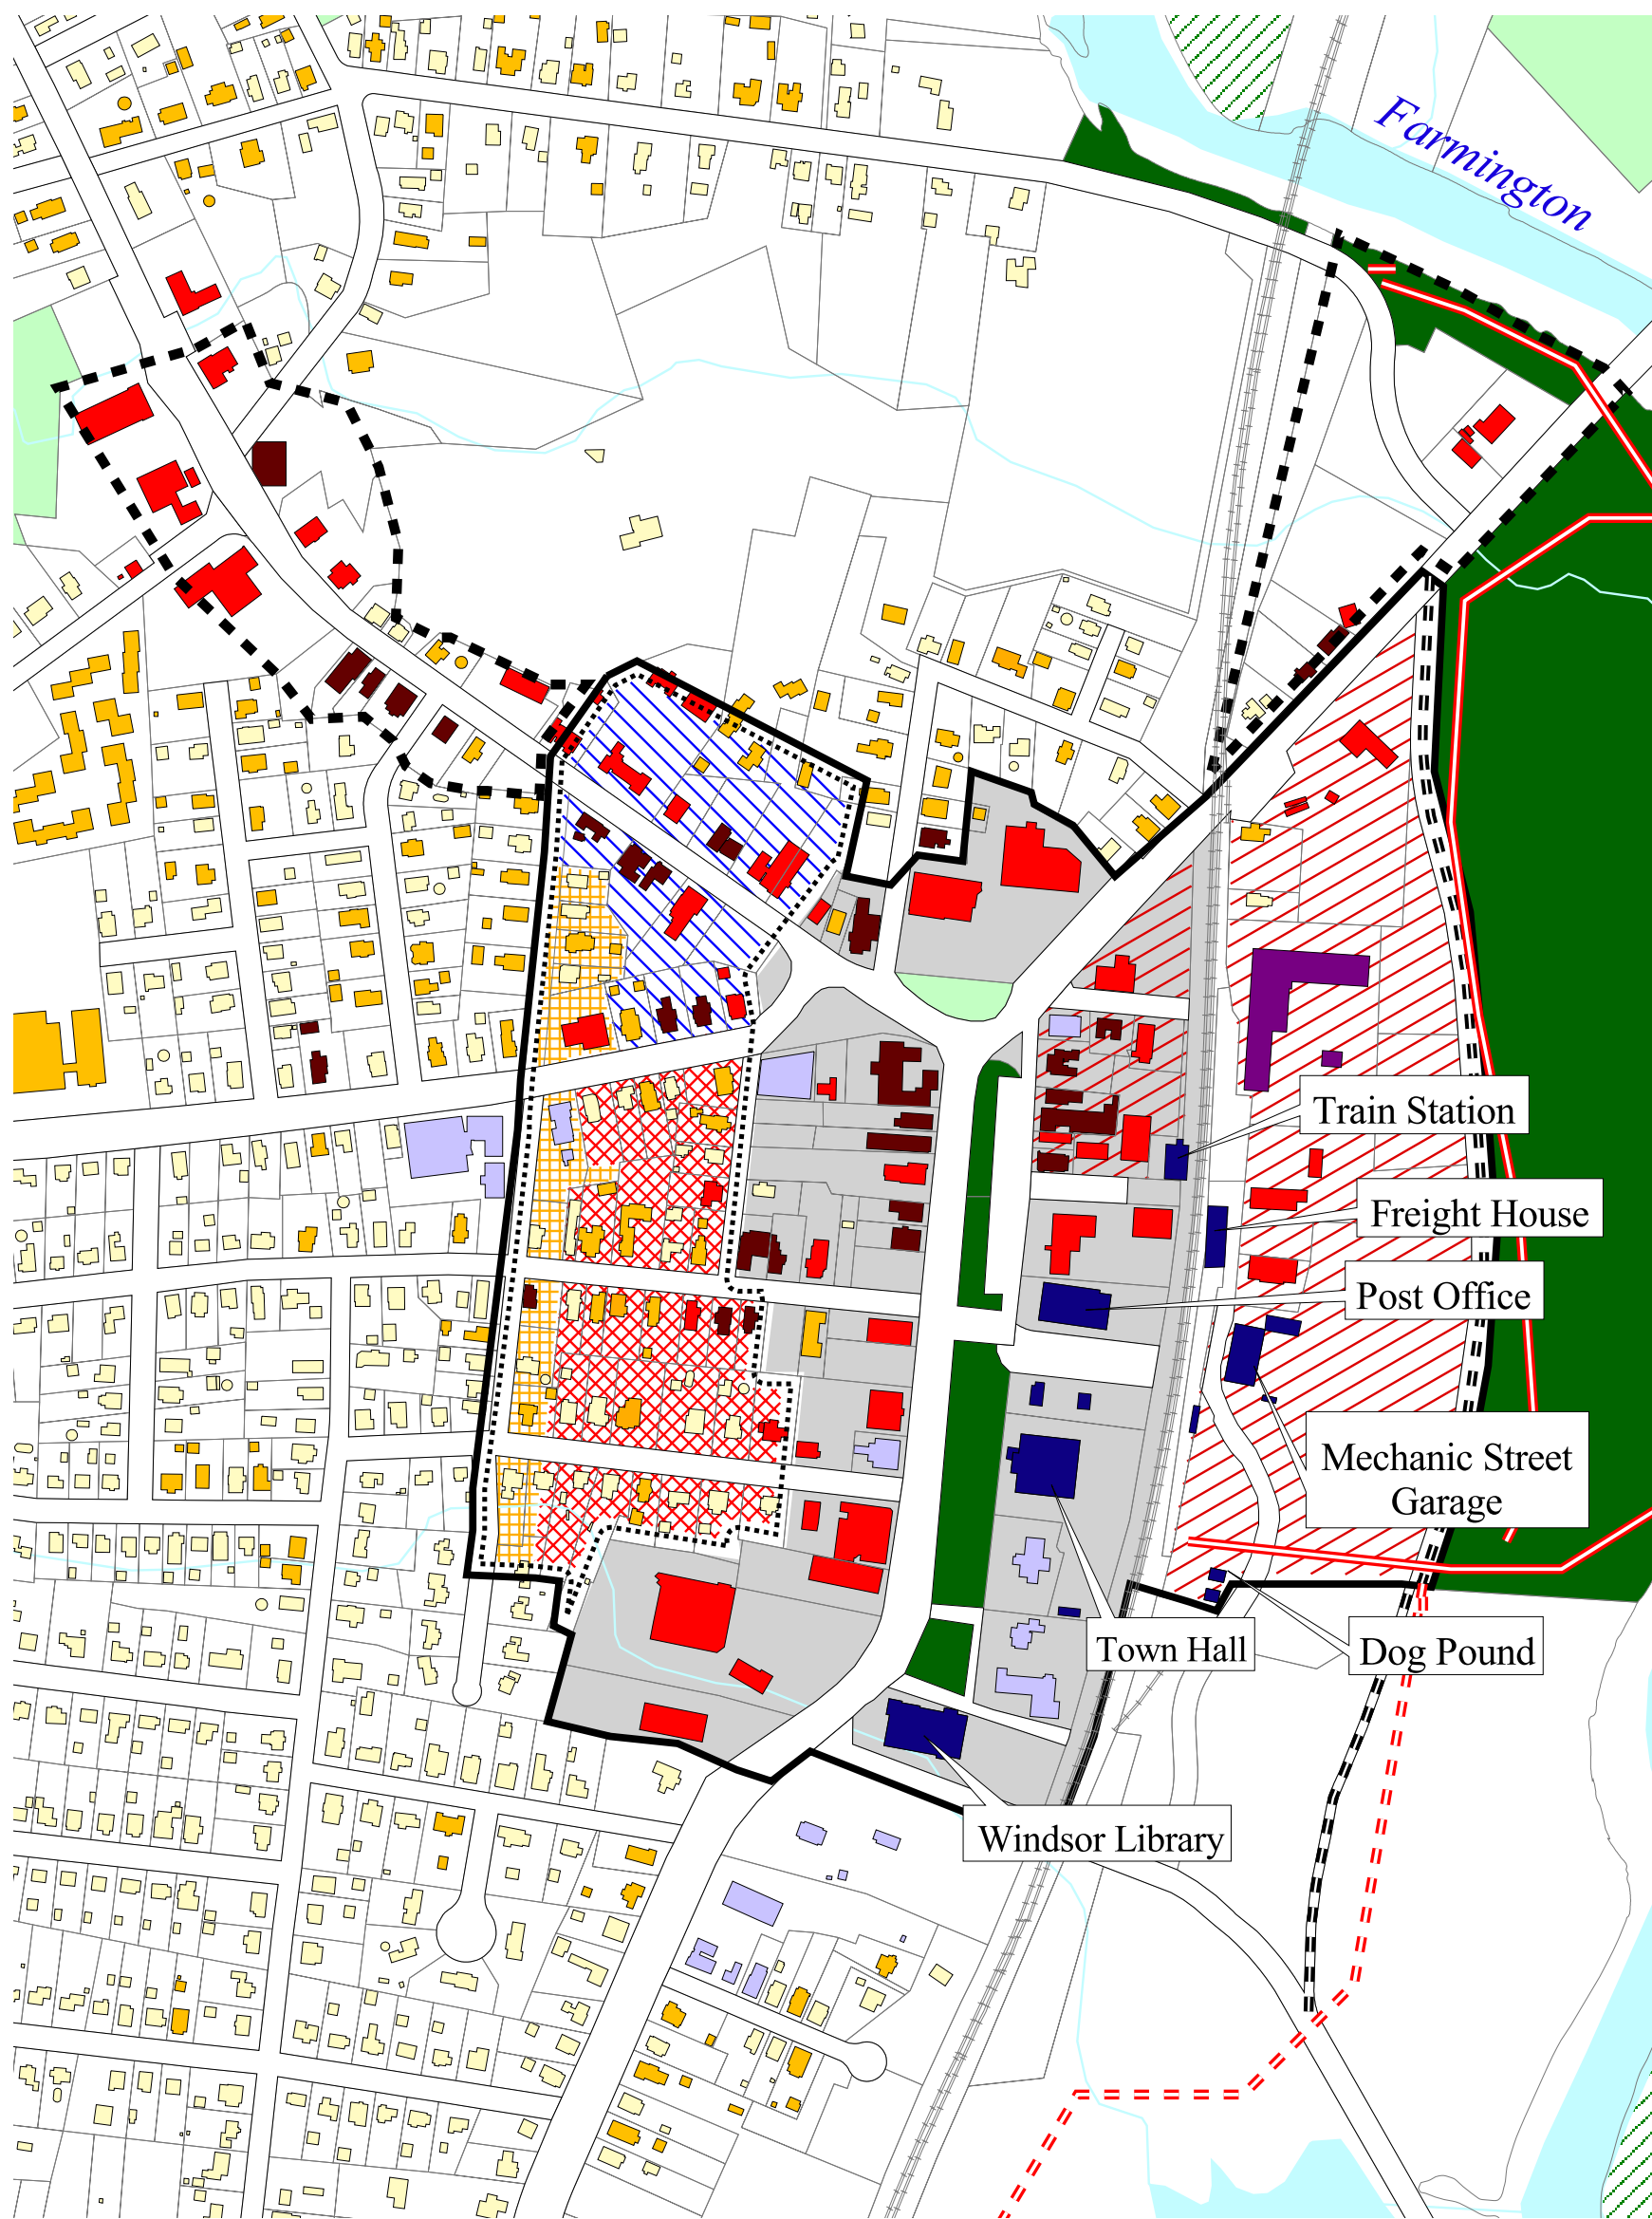 Farmington
Train Station
Freight House
Post Office
Mechanic Street
Garage
Town Hall
Dog Pound
Windsor Library